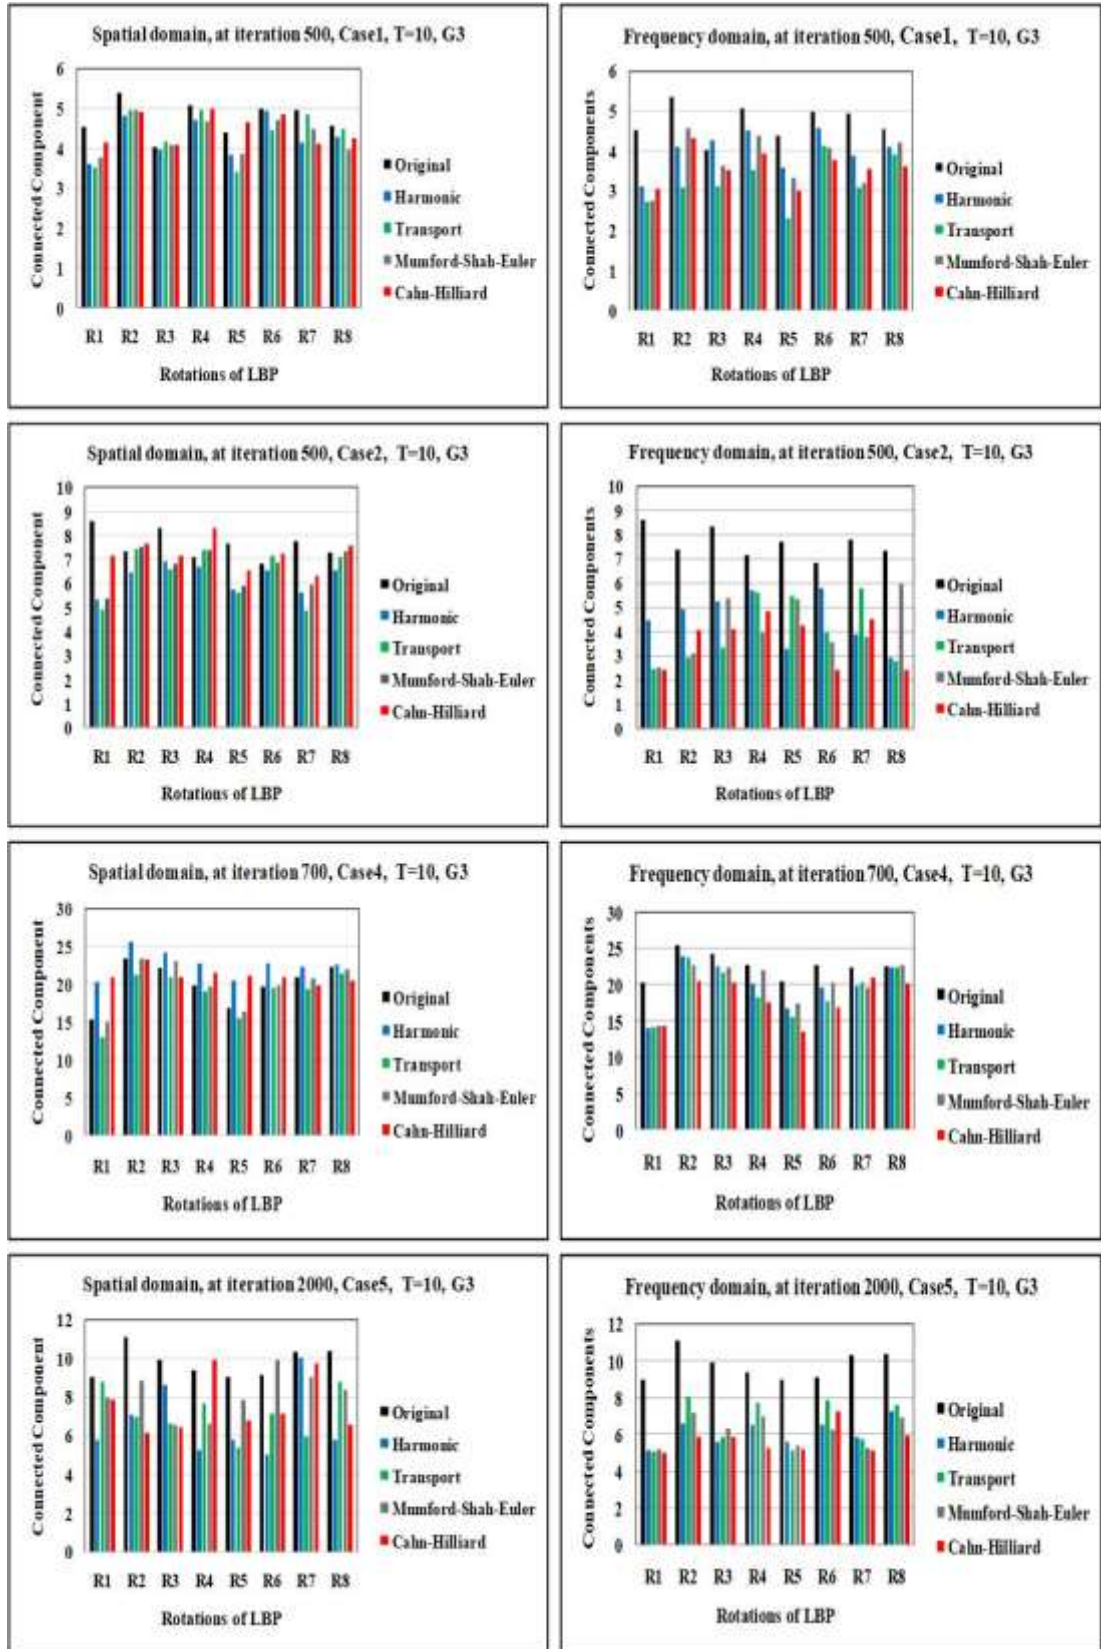 Spatial domain, at iteration 500, Case1, T=10, G3
Connected Component
6
5
4
3
2
1
0
R1 R2 R3 R4 R5 R6 R7 R8
Rotations of LBP
Original
Harmonic
Transport
Mumford-Shah-Euler
Cahn-Hilliard
Frequency domain, at iteration 500, Case1, T=10, G3
Connected Components
6
5
4
3
2
1
0
R1 R2 R3 R4 R5 R6 R7 R8
Rotations of LBP
Original
Harmonic
Transport
Mumford-Shah-Euler
Cahn-Hilliard
Spatial domain, at iteration 500, Case2, T=10, G3
Connected Component
10
9
8
7
6
5
4
3
2
1
0
R1 R2 R3 R4 R5 R6 R7 R8
Rotations of LBP
Original
Harmonic
Transport
Mumford-Shah-Euler
Cahn-Hilliard
Frequency domain, at iteration 500, Case2, T=10, G3
Connected Components
10
9
8
7
6
5
4
3
2
1
0
R1 R2 R3 R4 R5 R6 R7 R8
Rotations of LBP
Original
Harmonic
Transport
Mumford-Shah-Euler
Cahn-Hilliard
Spatial domain, at iteration 700, Case4, T=10, G3
Connected Component
30
25
20
15
10
5
0
R1 R2 R3 R4 R5 R6 R7 R8
Rotations of LBP
Original
Harmonic
Transport
Mumford-Shah-Euler
Cahn-Hilliard
Frequency domain, at iteration 700, Case4, T=10, G3
Connected Components
30
25
20
15
10
5
0
R1 R2 R3 R4 R5 R6 R7 R8
Rotations of LBP
Original
Harmonic
Transport
Mumford-Shah-Euler
Cahn-Hilliard
Spatial domain, at iteration 2000, Case5, T=10, G3
Connected Component
12
10
8
6
4
2
0
R1 R2 R3 R4 R5 R6 R7 R8
Rotations of LBP
Original
Harmonic
Transport
Mumford-Shah-Euler
Cahn-Hilliard
Frequency domain, at iteration 2000, Case5, T=10, G3
Connected Components
12
10
8
6
4
2
0
R1 R2 R3 R4 R5 R6 R7 R8
Rotations of LBP
Original
Harmonic
Transport
Mumford-Shah-Euler
Cahn-Hilliard